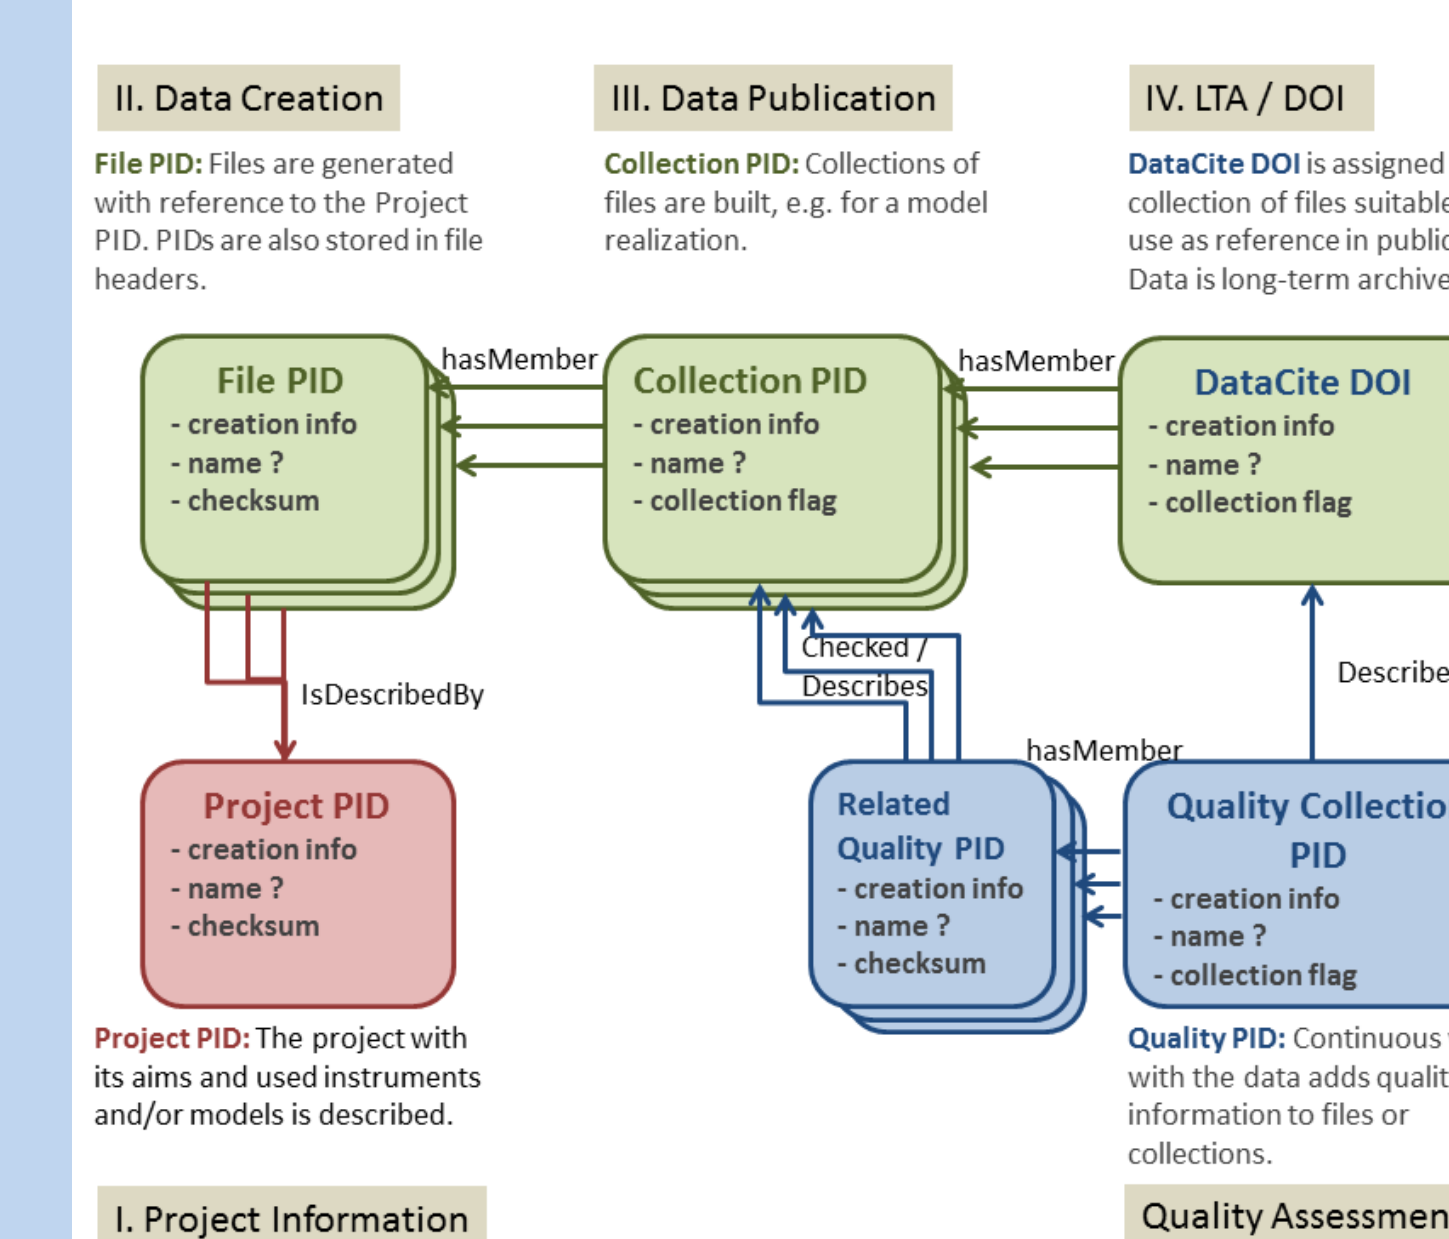 II. Data Creation
File PID: Files are generated
with reference to the Project
PID. PIDs are also stored in file
headers.
III. Data Publication
Collection PID: Collections of
files are built, e.g. for a model
realization.
IV. LTA / DOI
DataCite DOI is assigned
collection of files suitable
use as reference in public
Data is long-term archive
File PID
- creation info
- name ?
- checksum
hasMember
Collection PID
- creation info
- name ?
- collection flag
hasMember
DataCite DOI
- creation info
- name ?
- collection flag
IsDescribedBy
Checked /
Describes
Describe
Project PID
- creation info
- name ?
- checksum
hasMember
Related
Quality PID
- creation info
- name ?
- checksum
Quality Collectio
PID
- creation info
- name ?
- collection flag
Project PID: The project with
its aims and used instruments
and/or models is described.
Quality PID: Continuous
with the data adds qualit
information to files or
collections.
I. Project Information
Quality Assessmen